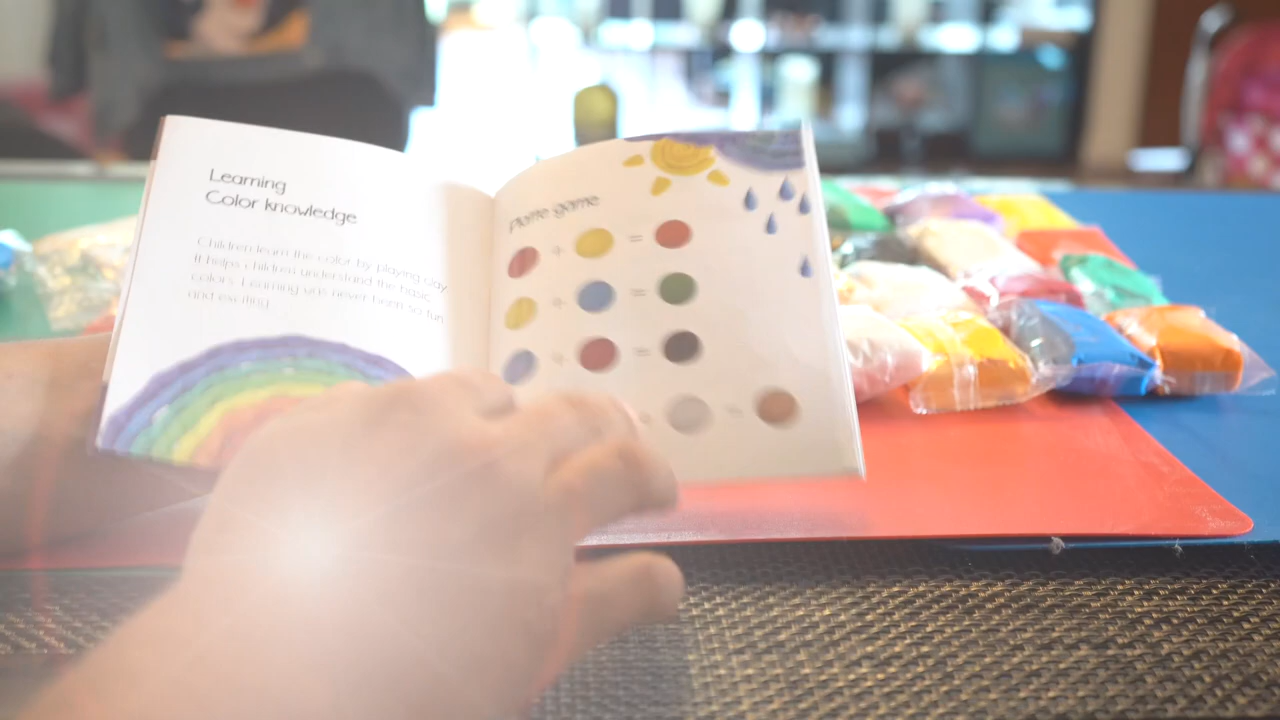 Learning
Color knowledge
Children learn the color by playing clay
It helps children understand the basic
colors. Learning was never been so fun
and exciting
game
+ =
+ =
+ =
=